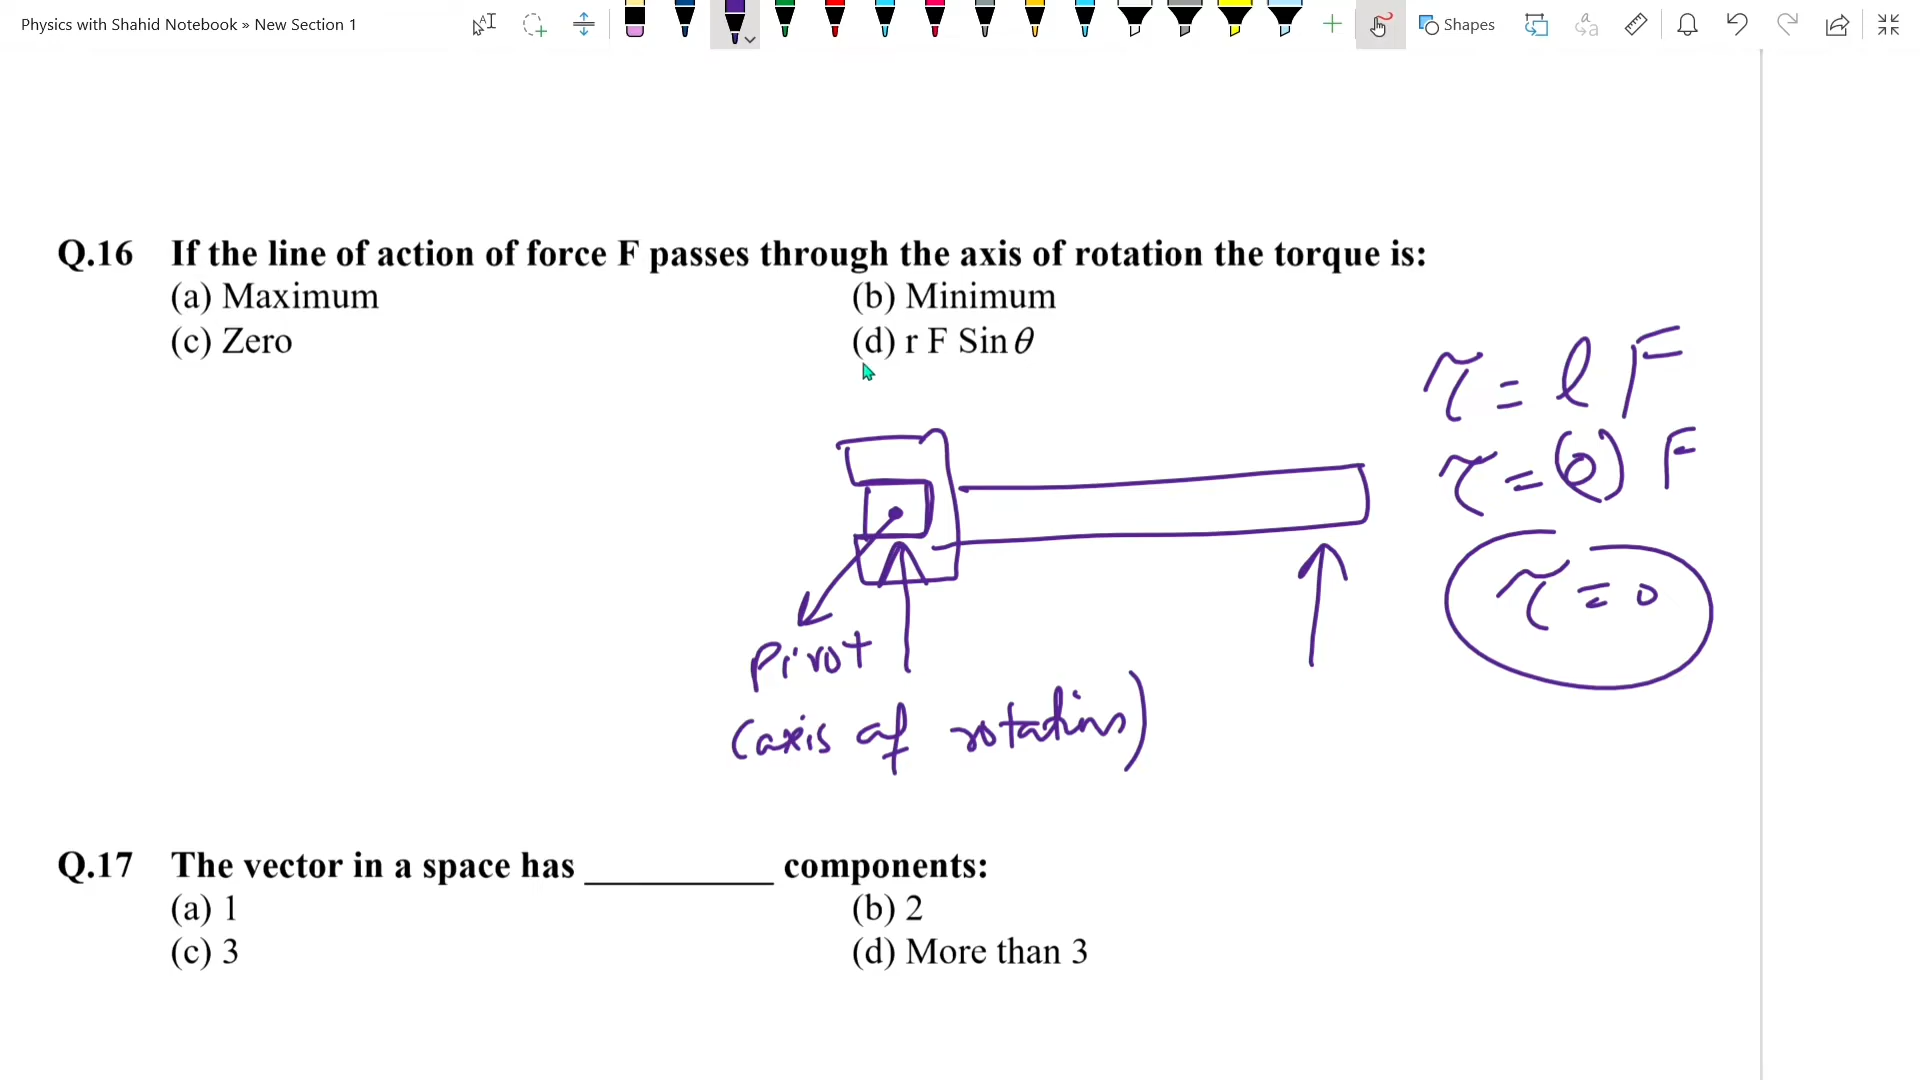 Physics with Shahid Notebook » New Section 1
Shapes
Q.16 If the line of action of force F passes through the axis of rotation the torque is:
(a) Maximum (b) Minimum
(c) Zero (d) r F Sin θ
τ = l F
τ = (0) F
τ = 0
Pivot
(axis of rotation)
Q.17 The vector in a space has __________ components:
(a) 1 (b) 2
(c) 3 (d) More than 3